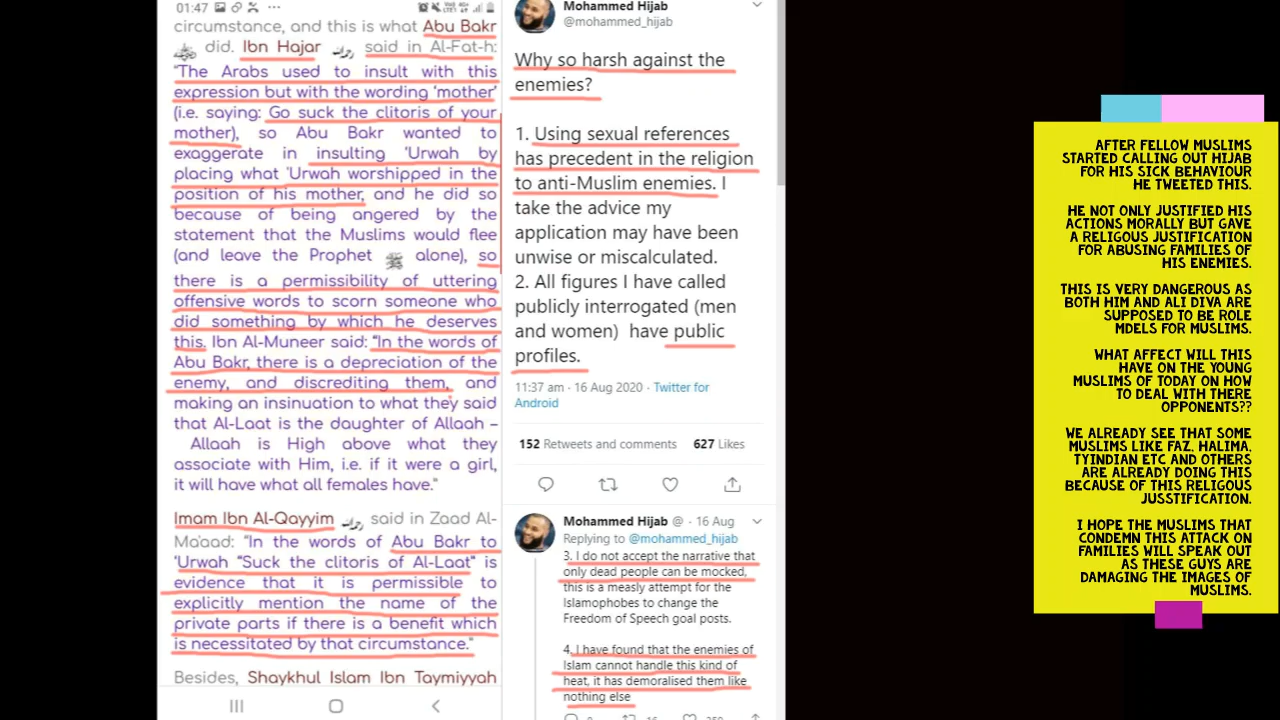 01:47
circumstance, and this is what Abu Bakr
did. Ibn Hajar said in Al-Fat-h:
"The Arabs used to insult with this
expression but with the wording 'mother'
(i.e. saying: Go suck the clitoris of your
mother), so Abu Bakr wanted to
exaggerate in insulting 'Urwah by
placing what 'Urwah worshipped in the
position of his mother, and he did so
because of being angered by the
statement that the Muslims would flee
(and leave the Prophet ﷺ alone), so
there is a permissibility of uttering
offensive words to scorn someone who
did something by which he deserves
this. Ibn Al-Muneer said: "In the words of
Abu Bakr, there is a depreciation of the
enemy, and discrediting them, and
making an insinuation to what they said
that Al-Laat is the daughter of Allaah –
Allaah is High above what they
associate with Him, i.e. if it were a girl,
it will have what all females have."
Imam Ibn Al-Qayyim said in Zaad Al-
Ma'aad: "In the words of Abu Bakr to
'Urwah "Suck the clitoris of Al-Laat" is
evidence that it is permissible to
explicitly mention the name of the
private parts if there is a benefit which
is necessitated by that circumstance."
Besides, Shaykhul Islam Ibn Taymiyyah
Mohammed Hijab
@mohammed_hijab
Why so harsh against the
enemies?
1. Using sexual references
has precedent in the religion
to anti-Muslim enemies. I
take the advice my
application may have been
unwise or miscalculated.
2. All figures I have called
publicly interrogated (men
and women) have public
profiles.
11:37 am · 16 Aug 2020 · Twitter for
Android
152 Retweets and comments 627 Likes
Mohammed Hijab @ · 16 Aug
Replying to @mohammed_hijab
3. I do not accept the narrative that
only dead people can be mocked,
this is a measly attempt for the
Islamophobes to change the
Freedom of Speech goal posts.
4. I have found that the enemies of
Islam cannot handle this kind of
heat, it has demoralised them like
nothing else
AFTER FELLOW MUSLIMS
STARTED CALLING OUT HIJAB
FOR HIS SICK BEHAVIOUR
HE TWEETED THIS.
HE NOT ONLY JUSTIFIED HIS
ACTIONS MORALLY BUT GAVE
A RELIGOUS JUSTIFICATION
FOR ABUSING FAMILIES OF
HIS ENEMIES.
THIS IS VERY DANGEROUS AS
BOTH HIM AND ALI DIVA ARE
SUPPOSED TO BE ROLE
MDELS FOR MUSLIMS.
WHAT AFFECT WILL THIS
HAVE ON THE YOUNG
MUSLIMS OF TODAY ON HOW
TO DEAL WITH THERE
OPPONENTS??
WE ALREADY SEE THAT SOME
MUSLIMS LIKE FAZ, HALIMA,
TYINDIAN ETC AND OTHERS
ARE ALREADY DOING THIS
BECAUSE OF THIS RELIGOUS
JUSSTIFICATION.
I HOPE THE MUSLIMS THAT
CONDEMN THIS ATTACK ON
FAMILIES WILL SPEAK OUT
AS THESE GUYS ARE
DAMAGING THE IMAGES OF
MUSLIMS.